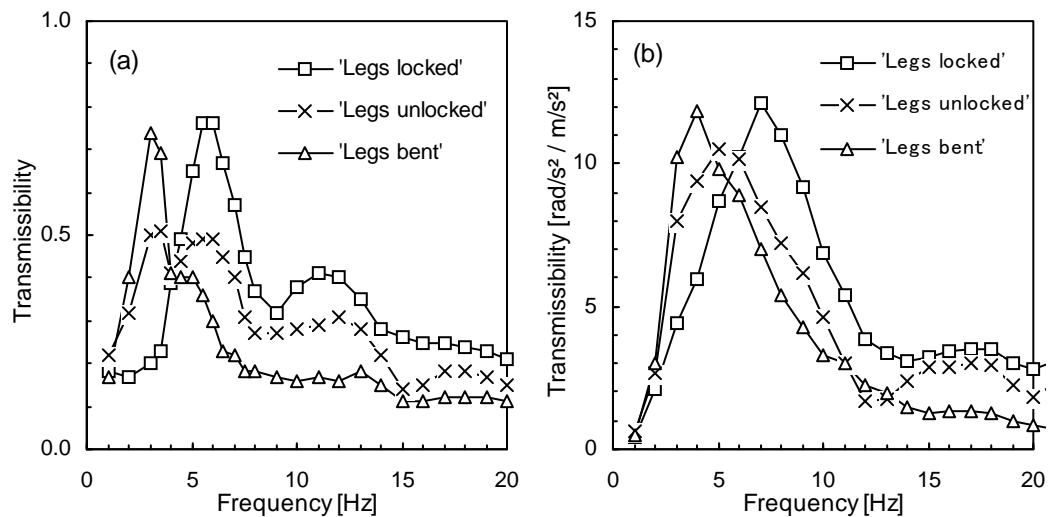 1.0
(a)
'Legs locked'
'Legs unlocked'
'Legs bent'
0.5
0.0
Transmissibility
0 5 10 15 20
Frequency [Hz]
15
(b)
'Legs locked'
'Legs unlocked'
'Legs bent'
10
5
0
Transmissibility [rad/s² / m/s²]
0 5 10 15 20
Frequency [Hz]